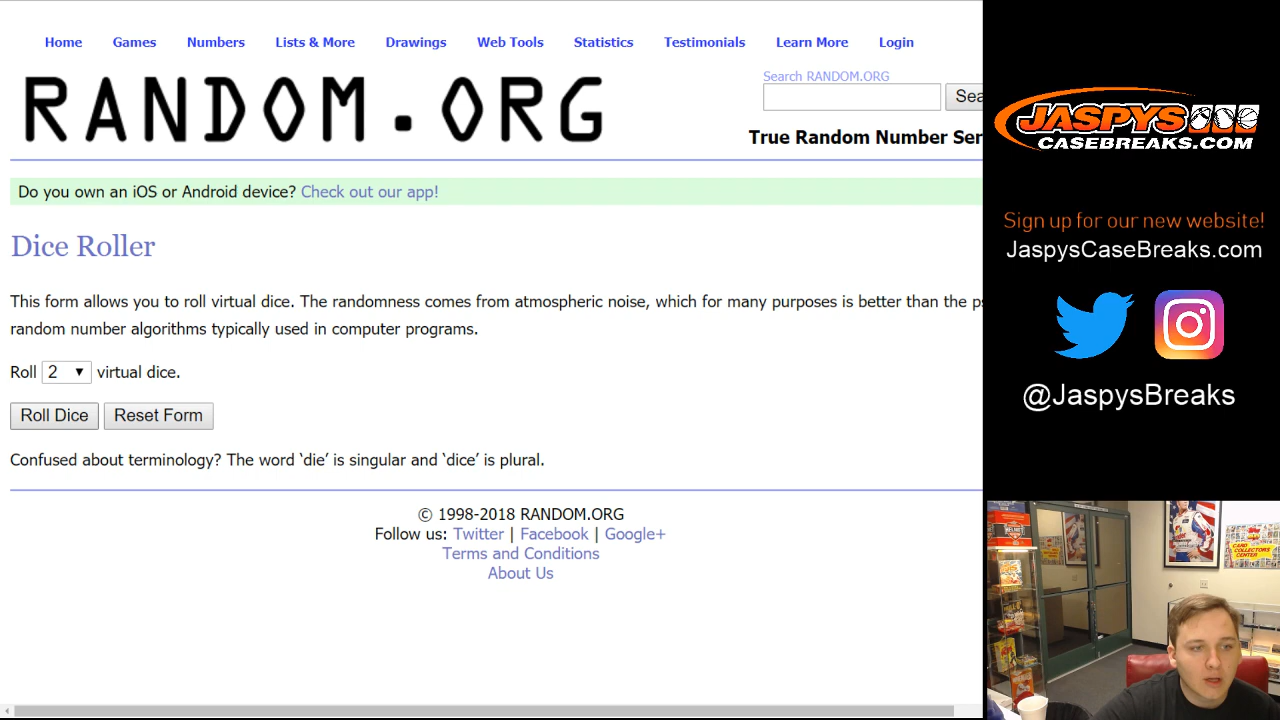 Home Games Numbers Lists & More Drawings Web Tools Statistics Testimonials Learn More Login
RANDOM.ORG
Search RANDOM.ORG
Sea
True Random Number Ser
Do you own an iOS or Android device? Check out our app!
Dice Roller
This form allows you to roll virtual dice. The randomness comes from atmospheric noise, which for many purposes is better than the ps
random number algorithms typically used in computer programs.
Roll 2 virtual dice.
Roll Dice Reset Form
Confused about terminology? The word ‘die’ is singular and ‘dice’ is plural.
© 1998-2018 RANDOM.ORG
Follow us: Twitter | Facebook | Google+
Terms and Conditions
About Us
JASPYS
CASEBREAKS.COM
Sign up for our new website!
JaspysCaseBreaks.com
@JaspysBreaks
CARD
COLLECTORS
CENTER